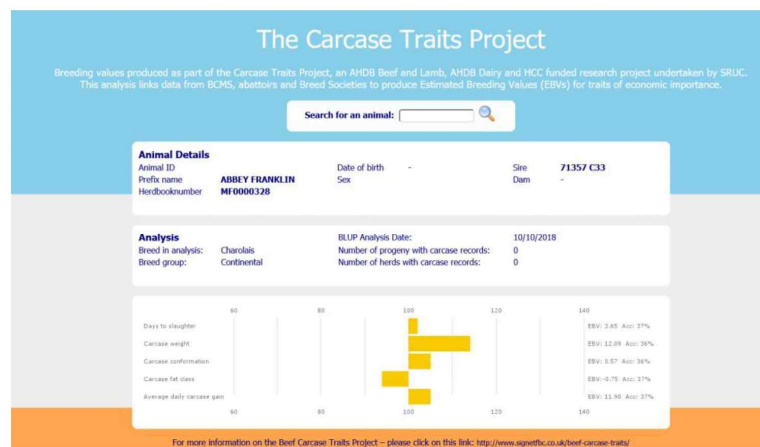 The Carcase Traits Project
Breeding values produced as part of the Carcase Traits Project, an AHDB Beef and Lamb, AHDB Dairy and HCC funded research project undertaken by SRUC.
This analysis links data from BCMS, abattoirs and Breed Societies to produce Estimated Breeding Values (EBVs) for traits of economic importance.
Search for an animal:
Animal Details
Animal ID Date of birth - Sire 71357 C33
Prefix name ABBEY FRANKLIN Sex Dam -
Herdbooknumber MF0000328
Analysis BLUP Analysis Date: 10/10/2018
Breed in analysis: Charolais Number of progeny with carcase records: 0
Breed group: Continental Number of herds with carcase records: 0
60 80 100 120 140
Days to slaughter EBV: 3.65 Acc: 37%
Carcase weight EBV: 12.09 Acc: 36%
Carcase conformation EBV: 0.57 Acc: 36%
Carcase fat class EBV:-0.75 Acc: 37%
Average daily carcase gain EBV: 11.90 Acc: 37%
60 80 100 120 140
For more information on the Beef Carcase Traits Project – please click on this link: http://www.signetfbc.co.uk/beef-carcase-traits/